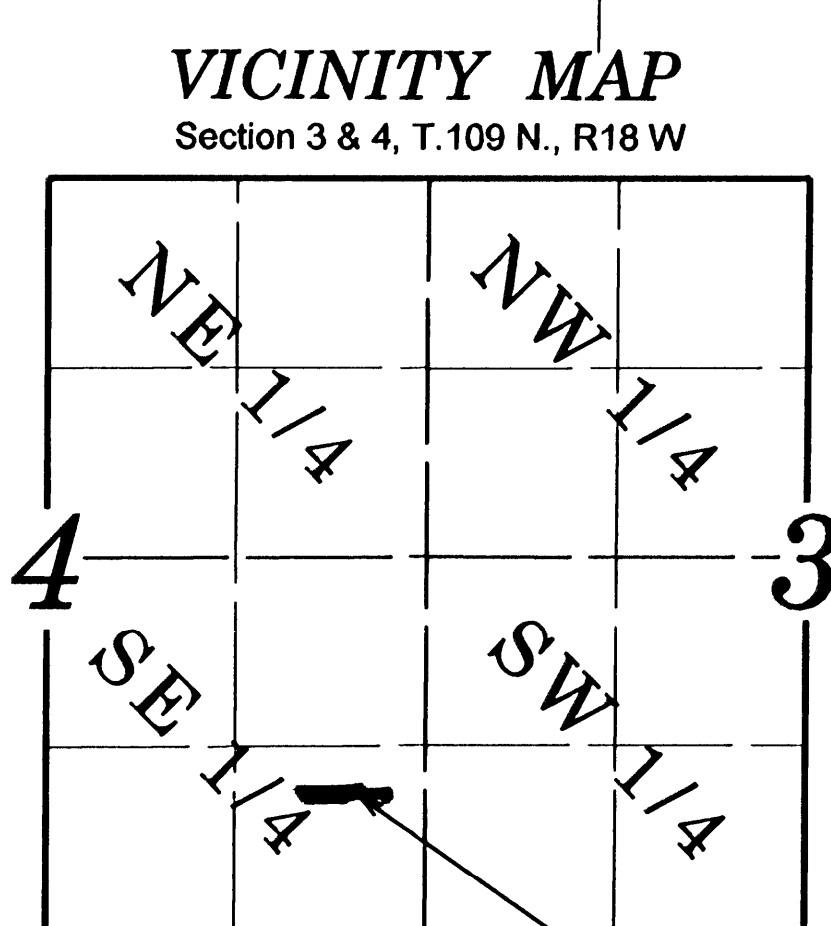 VICINITY MAP
Section 3 & 4, T.109 N., R18 W
NE 1/4
NW 1/4
4
3
SE 1/4
SW 1/4